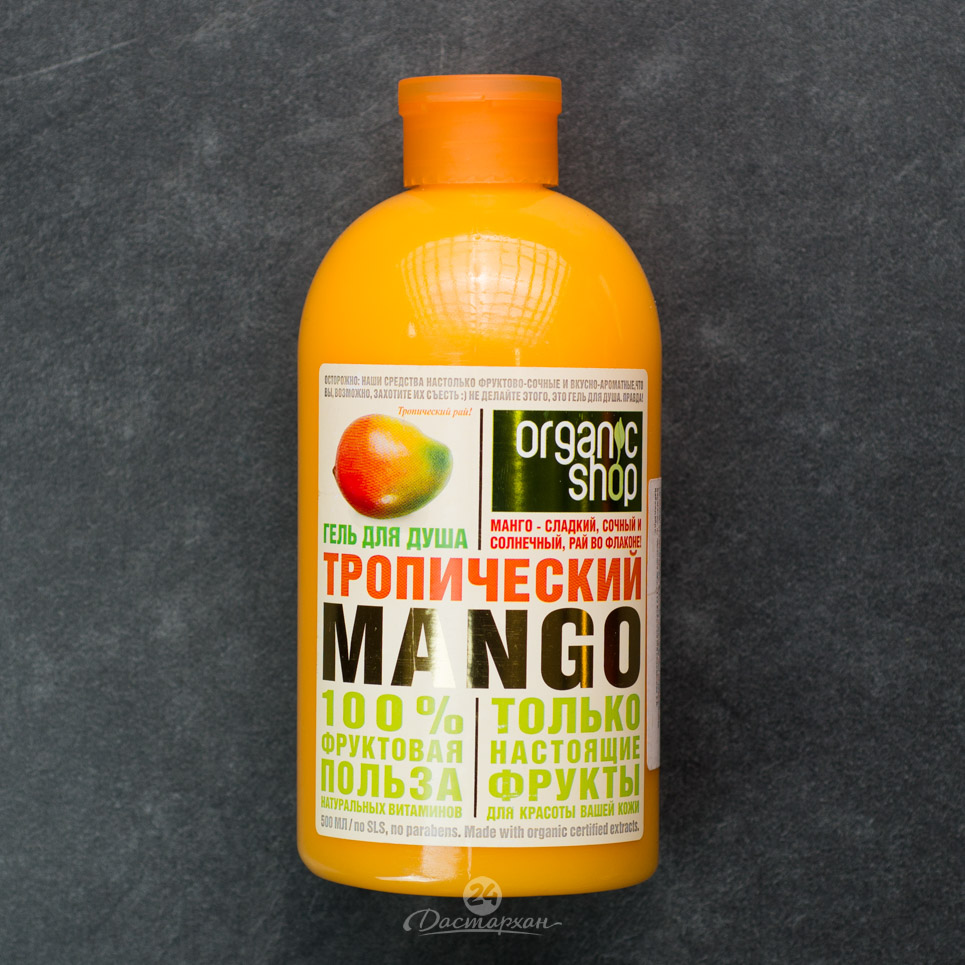 ОСТОРОЖНО: НАШИ СРЕДСТВА НАСТОЛЬКО ФРУКТОВО-СОЧНЫЕ И ВКУСНО-АРОМАТНЫЕ, ЧТО
ВЫ, ВОЗМОЖНО, ЗАХОТИТЕ ИХ СЪЕСТЬ :) НЕ ДЕЛАЙТЕ ЭТОГО, ЭТО ГЕЛЬ ДЛЯ ДУША. ПРАВДА!
Тропический рай!
organic
shop
ГЕЛЬ ДЛЯ ДУША
МАНГО - СЛАДКИЙ, СОЧНЫЙ И
СОЛНЕЧНЫЙ, РАЙ ВО ФЛАКОНЕ!
ТРОПИЧЕСКИЙ
MANGO
100 %
ФРУКТОВАЯ
ПОЛЬЗА
НАТУРАЛЬНЫХ ВИТАМИНОВ
ТОЛЬКО
НАСТОЯЩИЕ
ФРУКТЫ
ДЛЯ КРАСОТЫ ВАШЕЙ КОЖИ
500 МЛ / no SLS, no parabens. Made with organic certified extracts.
24
Дастархан